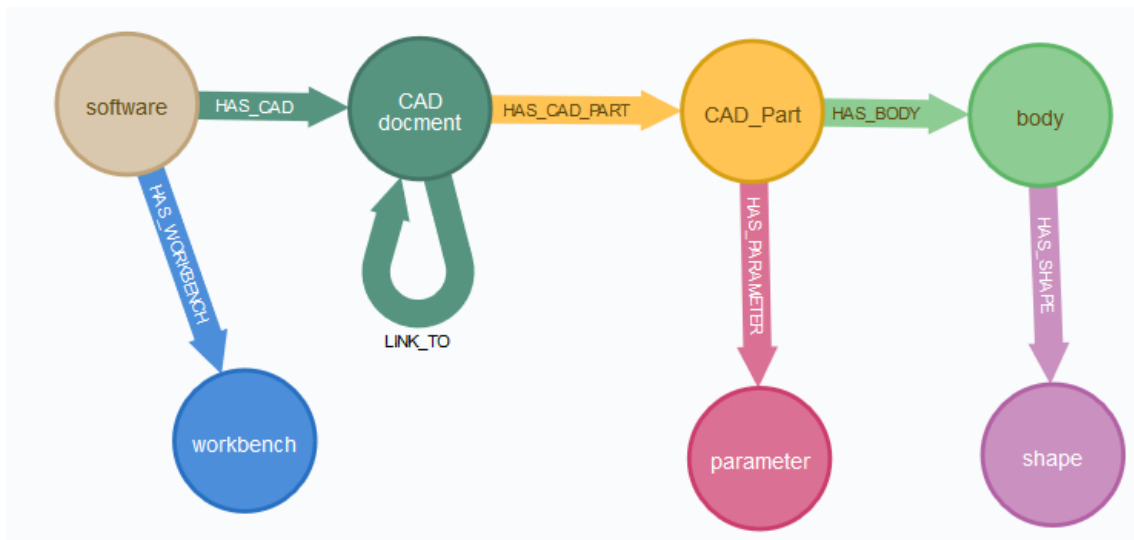 software
HAS_CAD
CAD
docment
HAS_CAD_PART
CAD_Part
HAS_BODY
body
HAS_WORKBENCH
LINK_TO
HAS_PARAMETER
HAS_SHAPE
workbench
parameter
shape